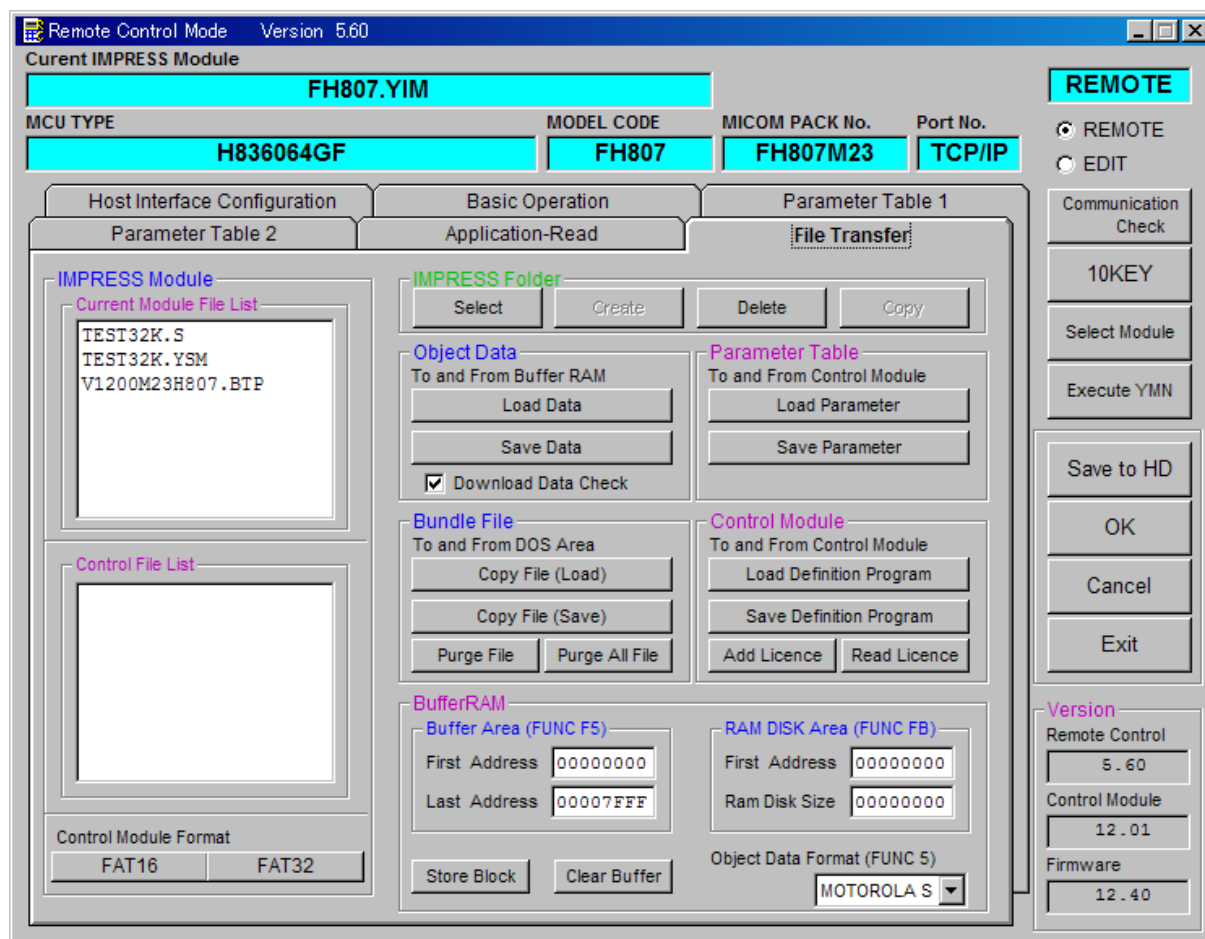 Remote Control Mode Version 5.60
Curent IMPRESS Module
FH807.YIM
REMOTE
MCU TYPE MODEL CODE MICOM PACK No. Port No.
H836064GF FH807 FH807M23 TCP/IP
REMOTE
EDIT
Host Interface Configuration Basic Operation Parameter Table 1
Parameter Table 2 Application-Read File Transfer
Communication
Check
10KEY
Select Module
Execute YMN
Save to HD
OK
Cancel
Exit
IMPRESS Module
Current Module File List
TEST32K.S
TEST32K.YSM
V1200M23H807.BTP
Control File List
Control Module Format
FAT16 FAT32
IMPRESS Folder
Select Create Delete Copy
Object Data
To and From Buffer RAM
Load Data
Save Data
Download Data Check
Parameter Table
To and From Control Module
Load Parameter
Save Parameter
Bundle File
To and From DOS Area
Copy File (Load)
Copy File (Save)
Purge File Purge All File
Control Module
To and From Control Module
Load Definition Program
Save Definition Program
Add Licence Read Licence
BufferRAM
Buffer Area (FUNC F5)
First Address 00000000
Last Address 00007FFF
RAM DISK Area (FUNC FB)
First Address 00000000
Ram Disk Size 00000000
Store Block Clear Buffer
Object Data Format (FUNC 5)
MOTOROLA S
Version
Remote Control
5.60
Control Module
12.01
Firmware
12.40